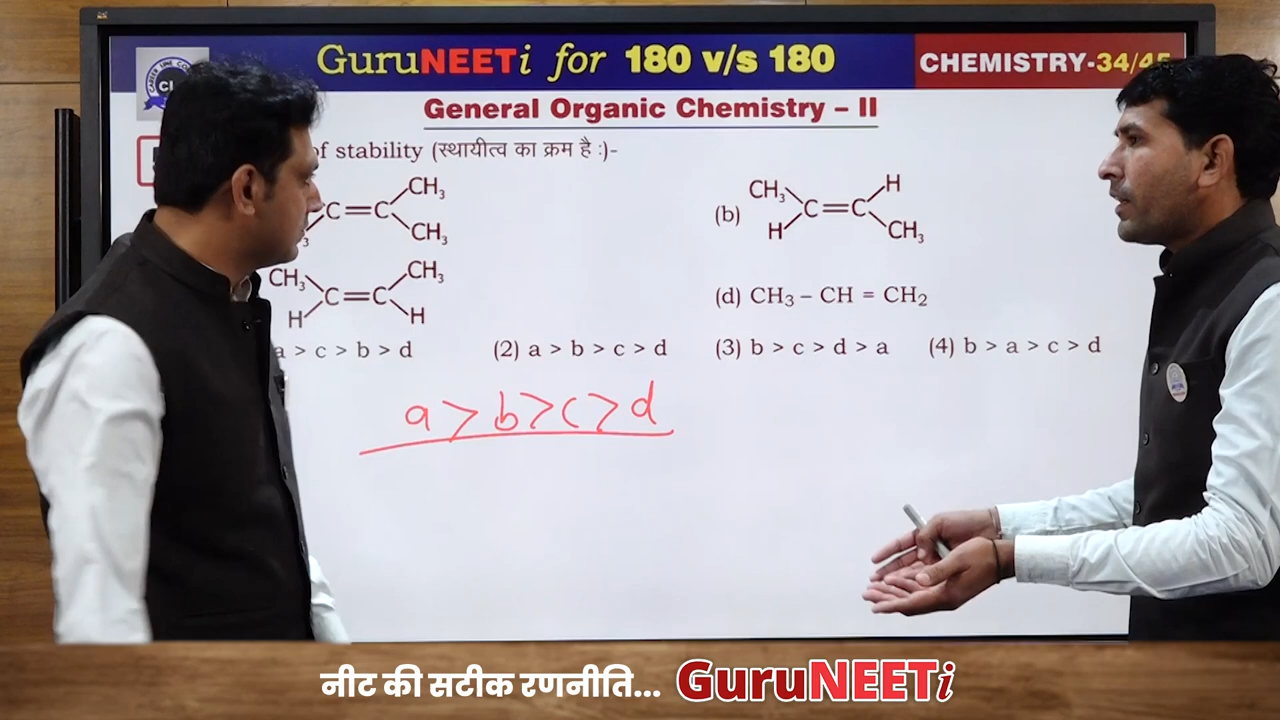 GuruNEETi for 180 v/s 180
CHEMISTRY-34/45
General Organic Chemistry – II
of stability (स्थायीत्व का क्रम है :)-
CH₃
C=C
CH₃
(b) CH₃ H
C=C
H CH₃
CH₃ CH₃
C=C
H H
(d) CH₃ – CH = CH₂
a > c > b > d (2) a > b > c > d (3) b > c > d > a (4) b > a > c > d
a > b > c > d
नीट की सटीक रणनीति... GuruNEETi